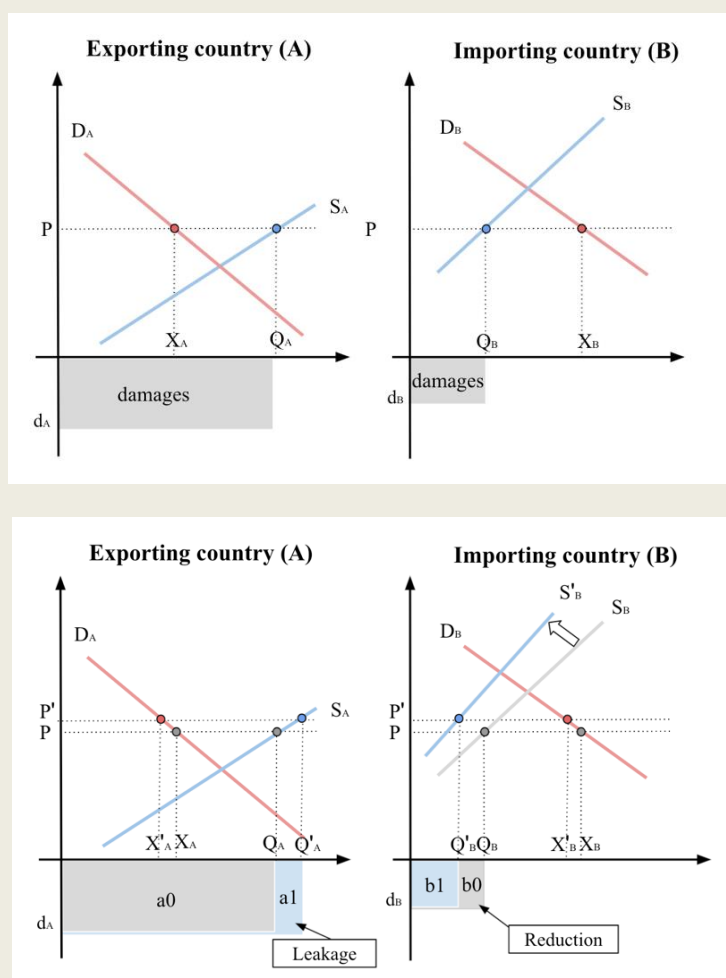 Exporting country (A)
Importing country (B)
DA
SA
P
XA
QA
damages
dA
DB
SB
P
QB
XB
damages
dB
Exporting country (A)
Importing country (B)
DA
SA
P'
P
X'A XA
QA Q'A
a0
a1
dA
Leakage
S'B
SB
DB
P'
P
Q'B QB
X'B XB
b1
b0
dB
Reduction